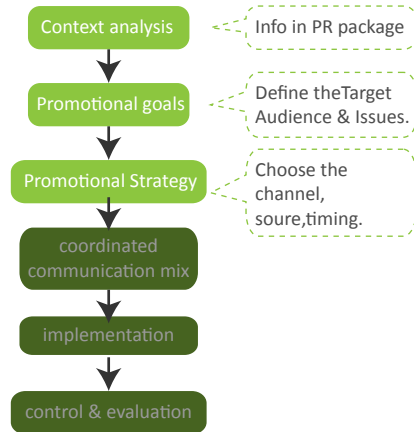 Context analysis
Info in PR package
Promotional goals
Define theTarget
Audience & Issues.
Promotional Strategy
Choose the
channel,
soure,timing.
coordinated
communication mix
implementation
control & evaluation